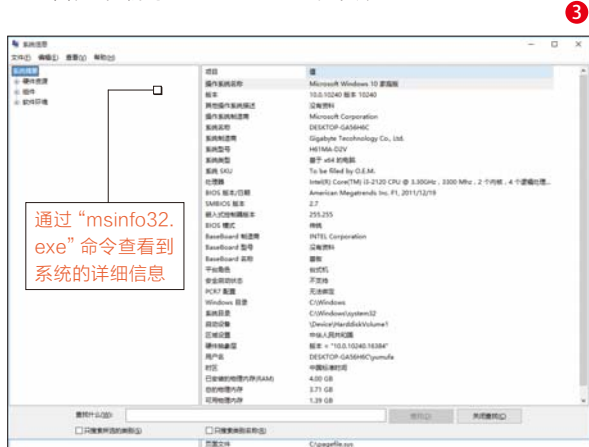 3
系统信息
文件(F) 编辑(E) 查看(V) 帮助(H)
系统摘要
硬件资源
组件
软件环境
项目 值
操作系统名称 Microsoft Windows 10 家庭版
版本 10.0.10240 版本 10240
其他操作系统描述 没有资料
操作系统制造商 Microsoft Corporation
系统名称 DESKTOP-GAS6H6C
系统制造商 Gigabyte Tecohnology Co., Ltd.
系统型号 H61MA-D2V
系统类型 基于 x64 的电脑
系统 SKU To be filled by O.E.M.
处理器 Intel(R) Core(TM) i3-2120 CPU @ 3.30GHz，3300 Mhz，2 个内核，4 个逻辑处理...
BIOS 版本/日期 American Megatrends Inc. F1, 2011/12/19
SMBIOS 版本 2.7
嵌入式控制器版本 255.255
BIOS 模式 传统
BaseBoard 制造商 INTEL Corporation
BaseBoard 型号 没有资料
BaseBoard 名称 基板
平台角色 台式机
安全启动状态 不支持
PCR7 配置 无法绑定
Windows 目录 C:\Windows
系统目录 C:\Windows\system32
启动设备 \Device\HarddiskVolume1
区域设置 中华人民共和国
硬件抽象层 版本 = "10.0.10240.16384"
用户名 DESKTOP-GAS6H6C\yumufa
时区 中国标准时间
已安装的物理内存(RAM) 4.00 GB
总的物理内存 3.71 GB
可用物理内存 1.39 GB
通过“msinfo32.
exe”命令查看到
系统的详细信息
查找什么(W): 查找(D) 关闭查找(C)
只搜索所选的类别(S) 只搜索类别名称(R)
页面文件 C:\pagefile.sys